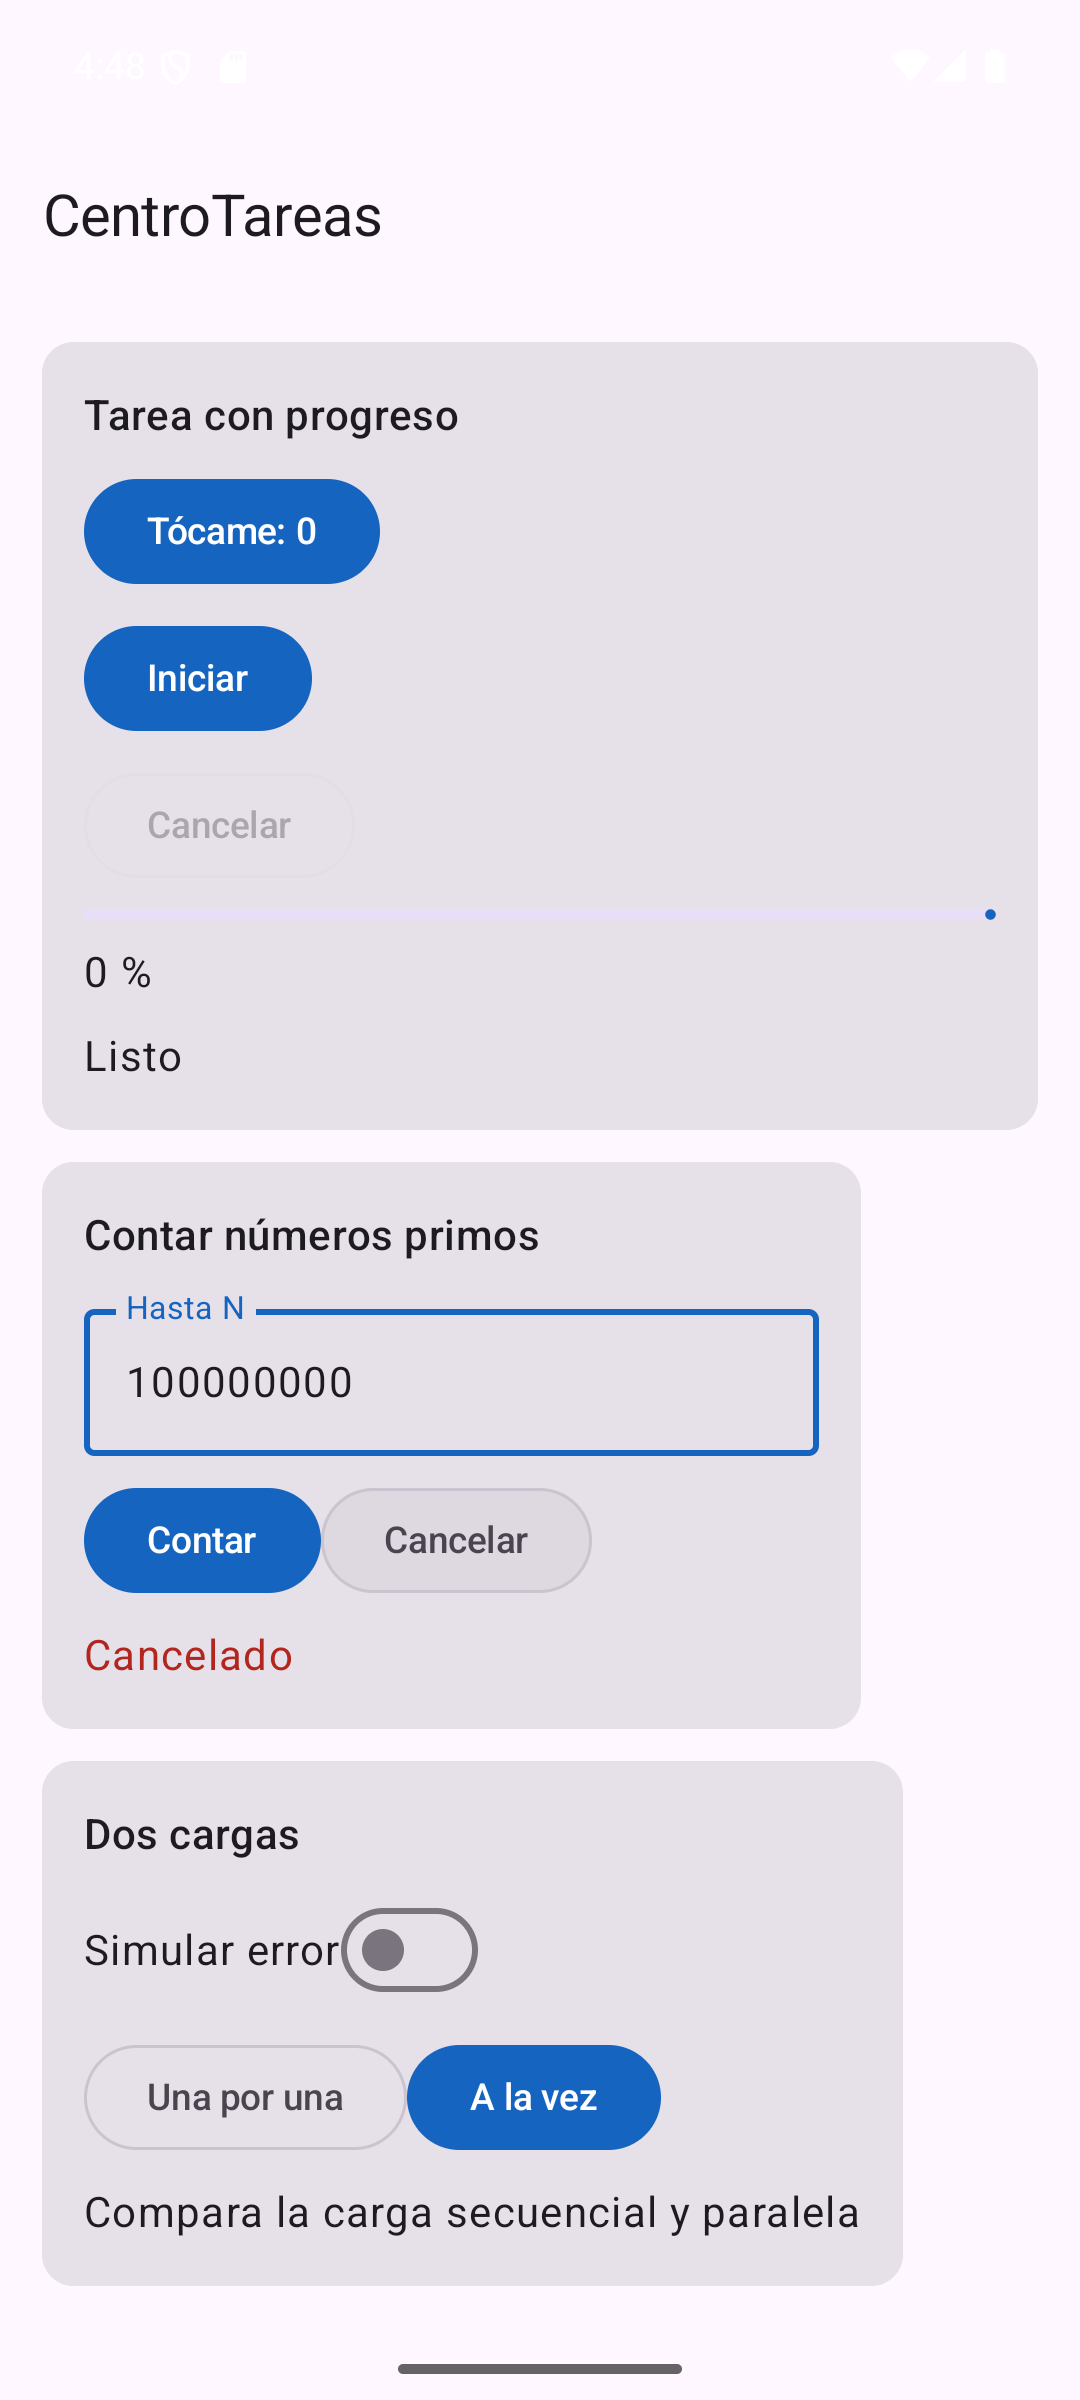 4:48
CentroTareas
Tarea con progreso
Tócame: 0
Iniciar
Cancelar
0 %
Listo
Contar números primos
Hasta N
100000000
Contar Cancelar
Cancelado
Dos cargas
Simular error
Una por una A la vez
Compara la carga secuencial y paralela